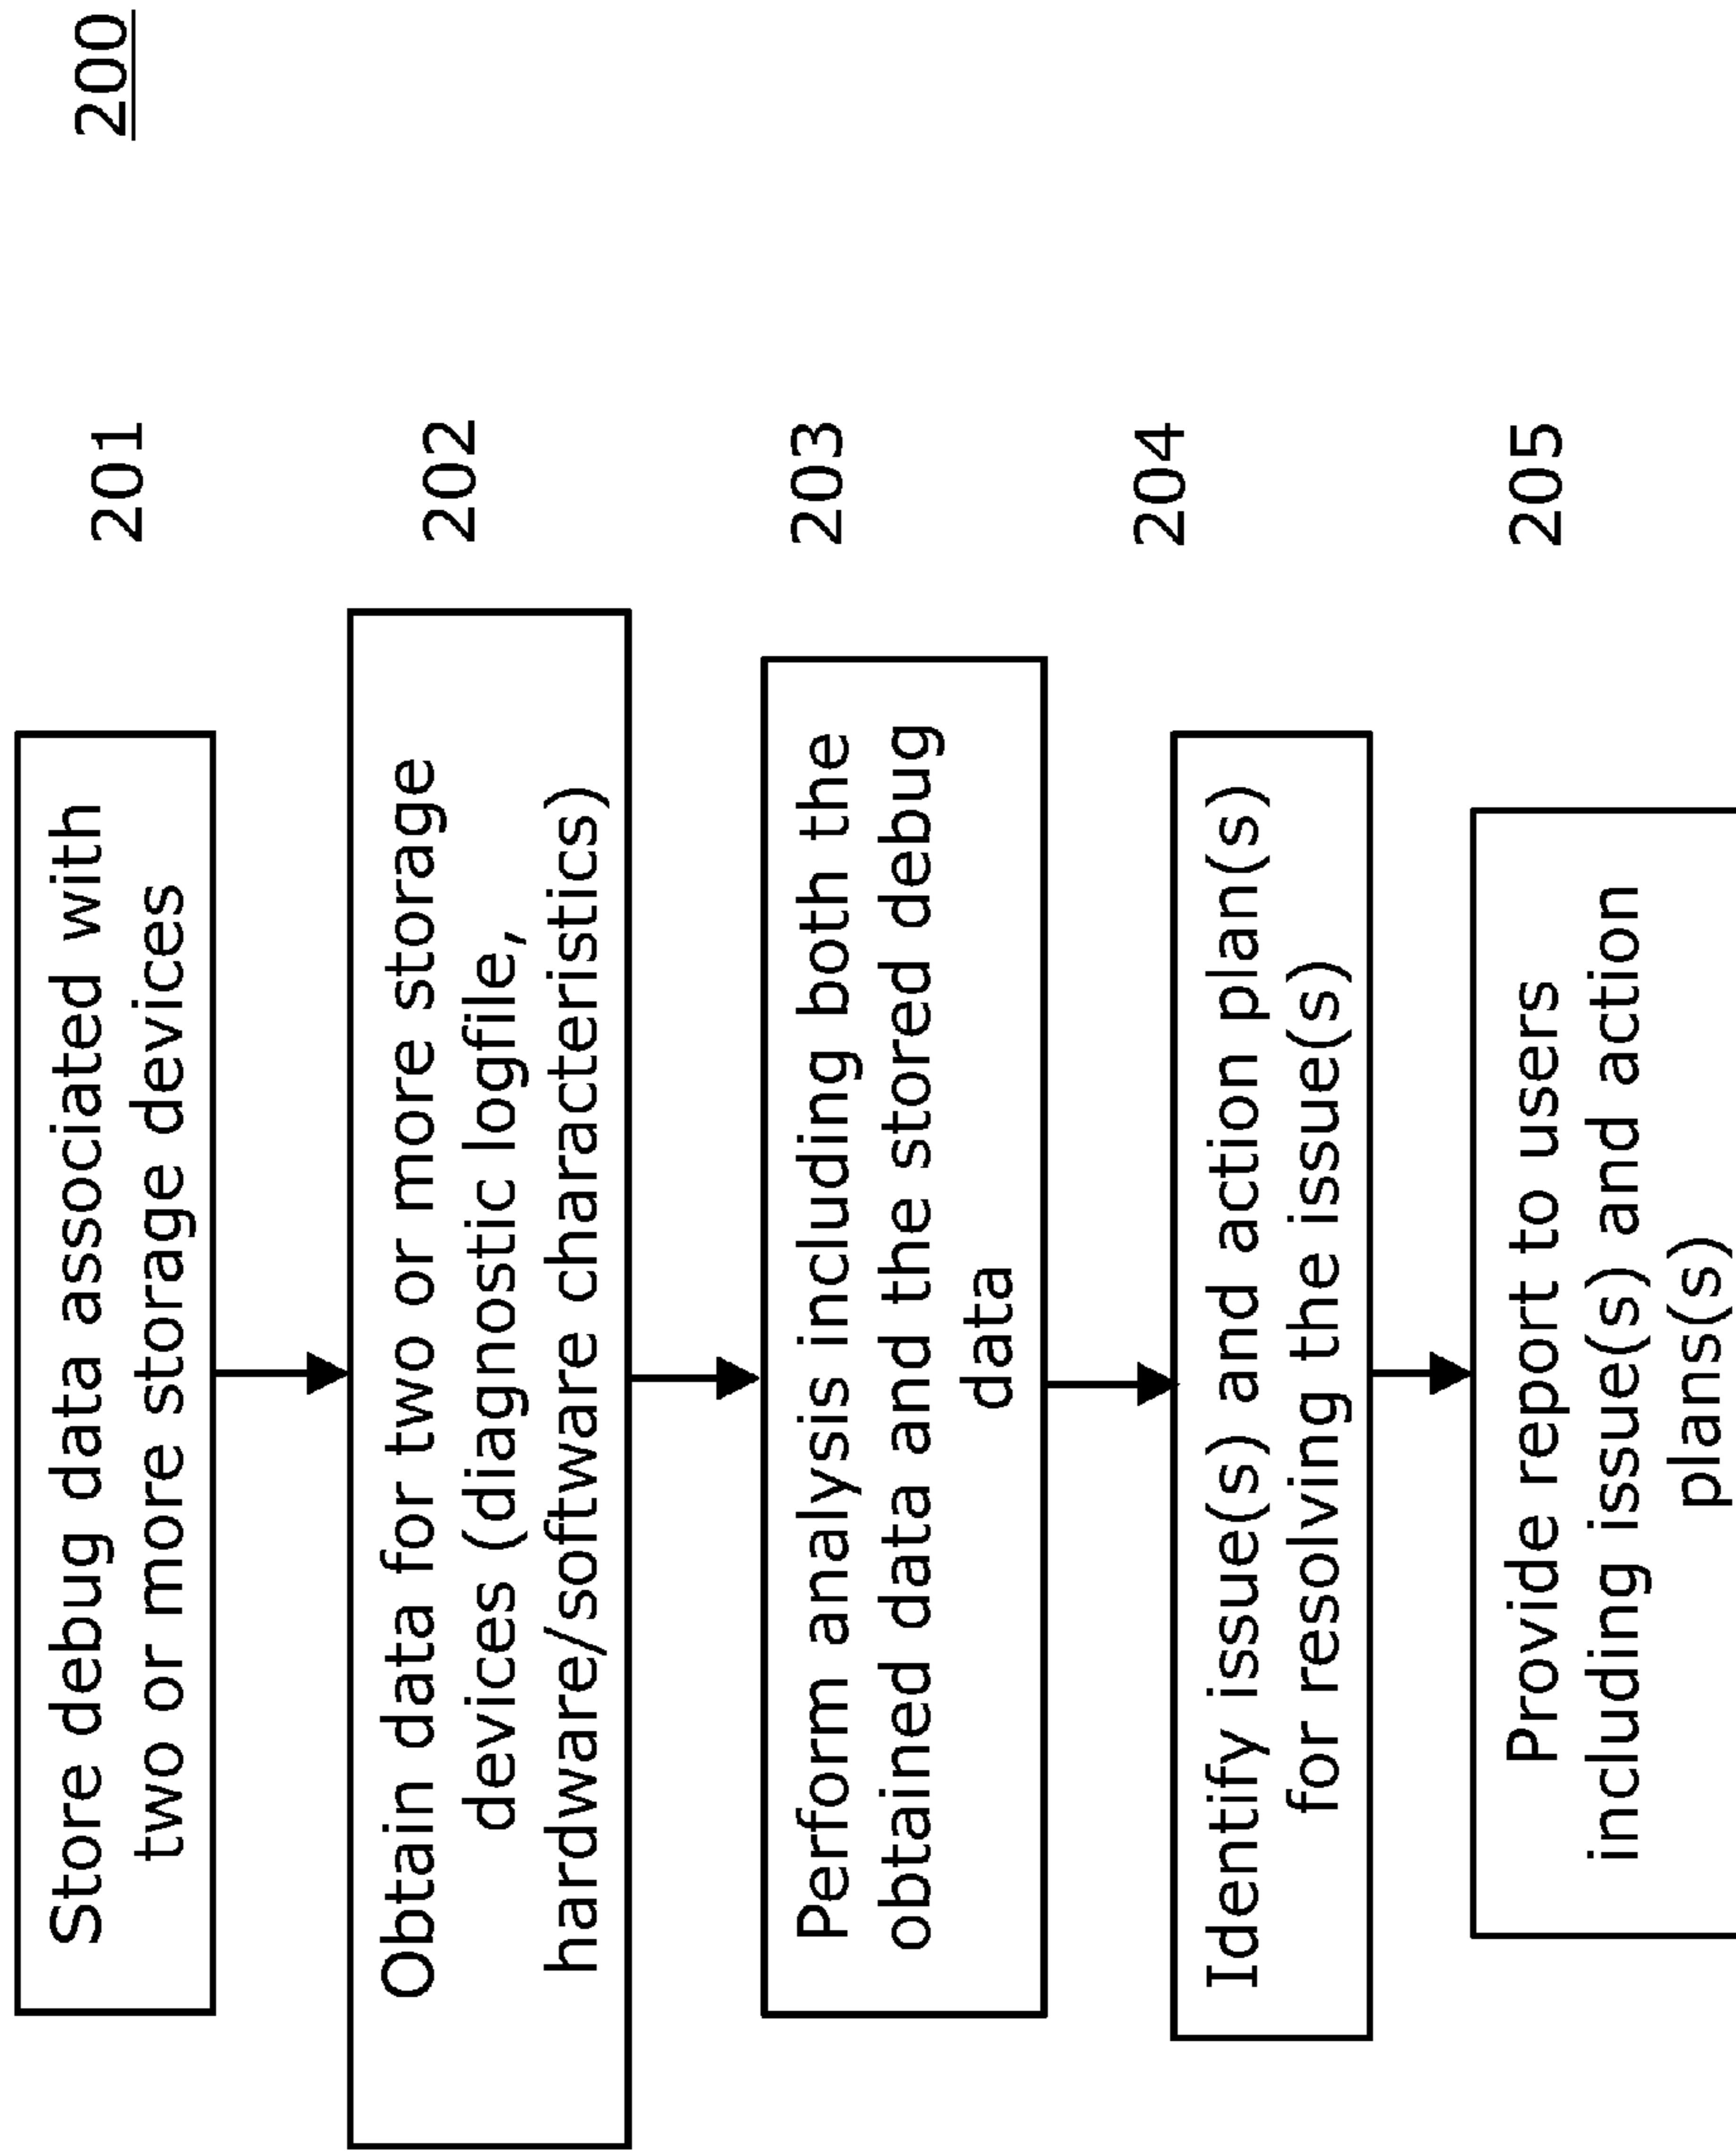 200
Store debug data associated with
two or more storage devices
201
Obtain data for two or more storage
devices (diagnostic logfile,
hardware/software characteristics)
202
Perform analysis including both the
obtained data and the stored debug
data
203
Identify issue(s) and action plan(s)
for resolving the issue(s)
204
Provide report to users
including issue(s) and action
plans(s)
205